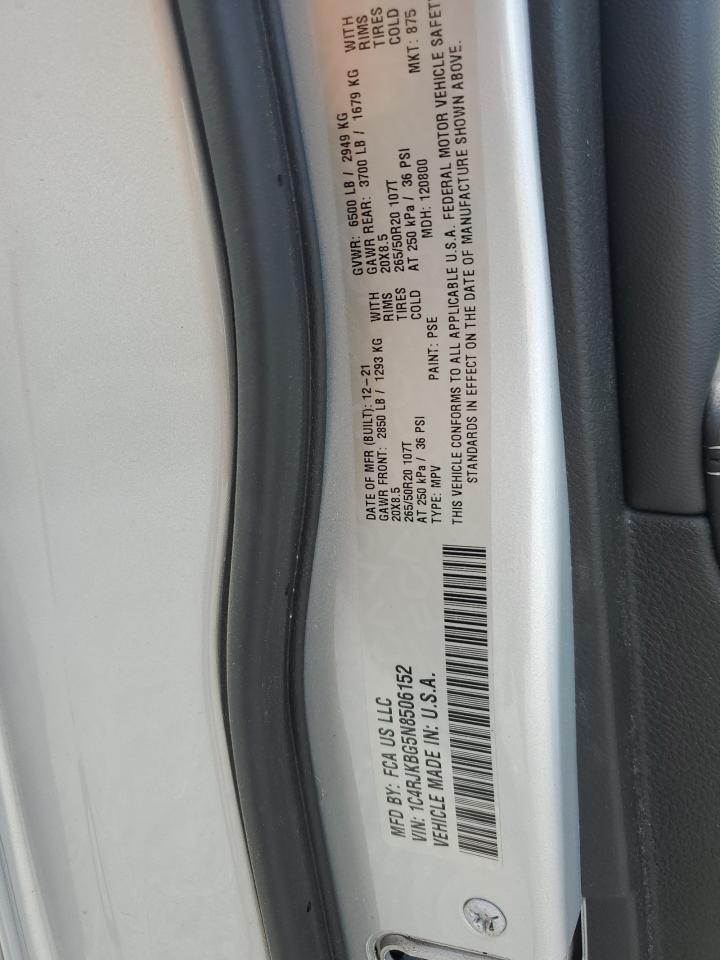 MFD BY: FCA US LLC
VIN: 1C4RJKBG5N8506152
VEHICLE MADE IN: U.S.A.
DATE OF MFR (BUILT): 12-21
GAWR FRONT: 2850 LB / 1293 KG WITH
20X8.5 RIMS
265/50R20 107T TIRES
AT 250 kPa / 36 PSI COLD
TYPE: MPV PAINT: PSE
GVWR: 6500 LB / 2949 KG
GAWR REAR: 3700 LB / 1679 KG WITH
20X8.5 RIMS
265/50R20 107T TIRES
AT 250 kPa / 36 PSI COLD
MDH: 120800 MKT: 875
THIS VEHICLE CONFORMS TO ALL APPLICABLE U.S.A. FEDERAL MOTOR VEHICLE SAFET
STANDARDS IN EFFECT ON THE DATE OF MANUFACTURE SHOWN ABOVE.